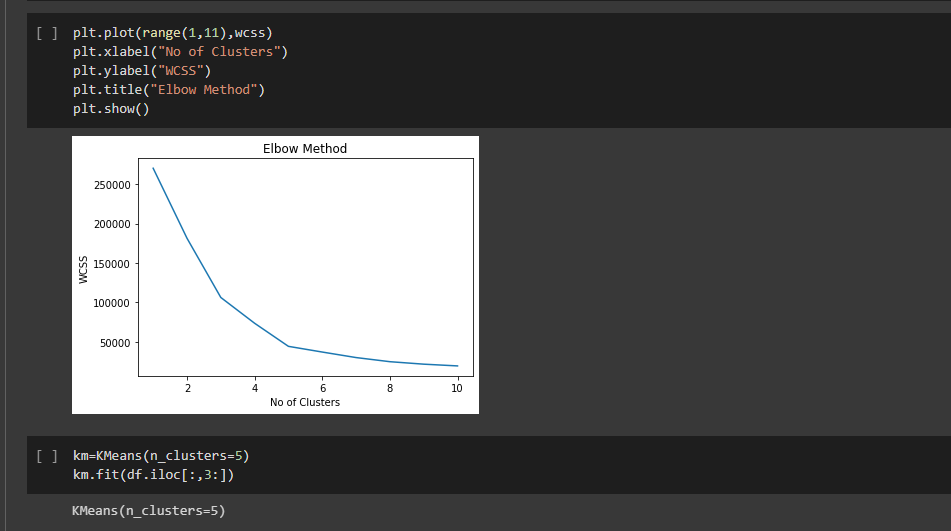 [ ] plt.plot(range(1,11),wcss)
plt.xlabel("No of Clusters")
plt.ylabel("WCSS")
plt.title("Elbow Method")
plt.show()
Elbow Method
250000
200000
150000
100000
50000
WCSS
2 4 6 8 10
No of Clusters
[ ] km=KMeans(n_clusters=5)
km.fit(df.iloc[:,3:])
KMeans(n_clusters=5)